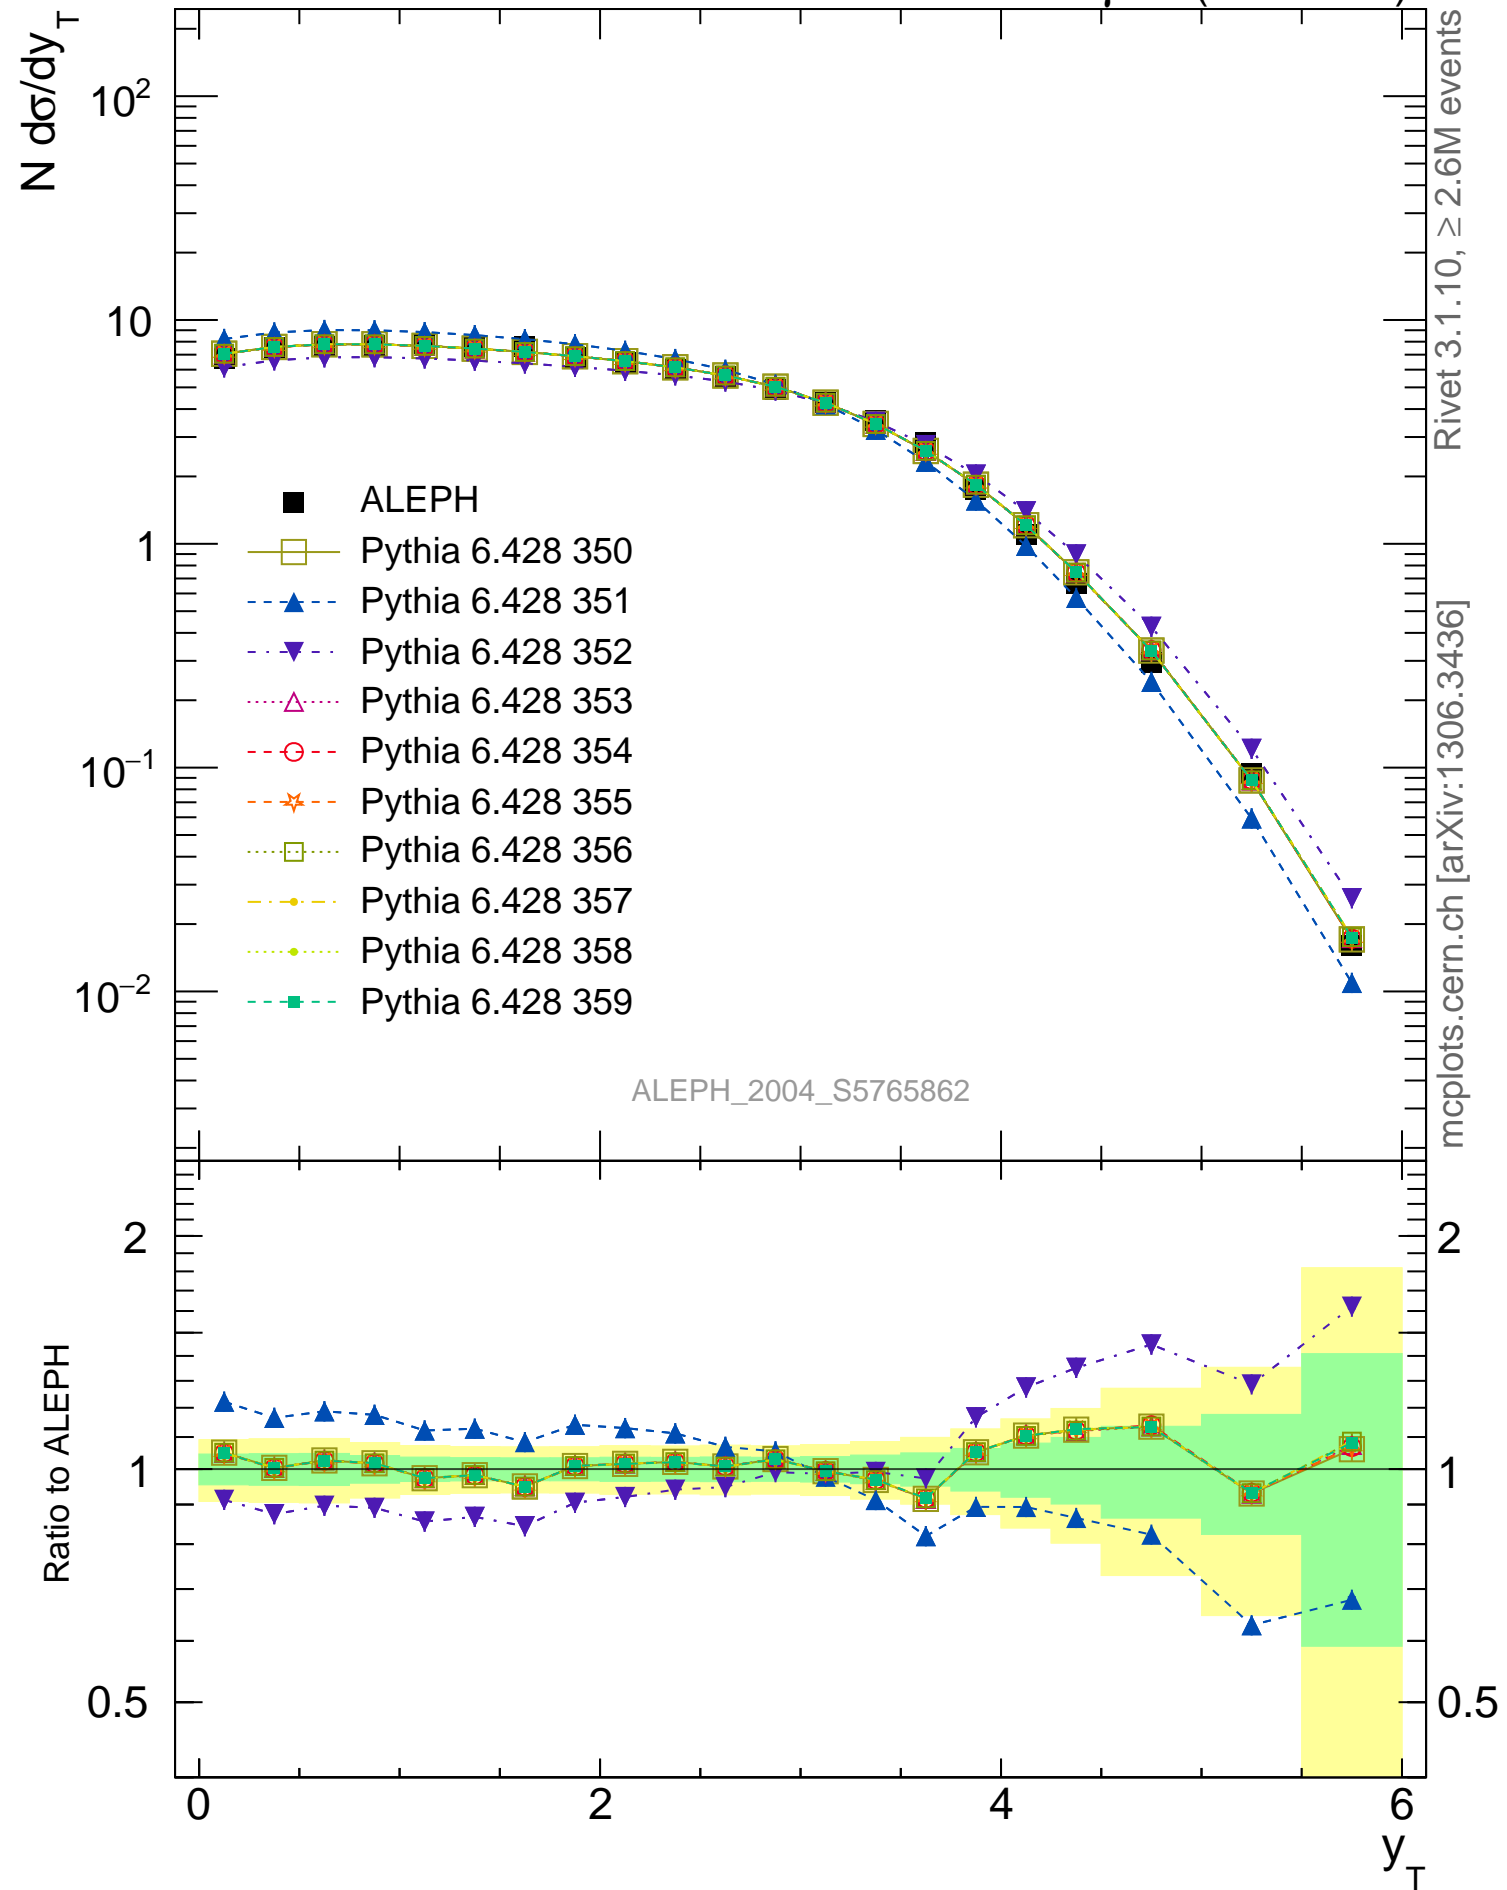 N dσ/dy_T
10²
10
1
10⁻¹
10⁻²
ALEPH
Pythia 6.428 350
Pythia 6.428 351
Pythia 6.428 352
Pythia 6.428 353
Pythia 6.428 354
Pythia 6.428 355
Pythia 6.428 356
Pythia 6.428 357
Pythia 6.428 358
Pythia 6.428 359
ALEPH_2004_S5765862
Rivet 3.1.10, ≥ 2.6M events
mcplots.cern.ch [arXiv:1306.3436]
Ratio to ALEPH
2
1
0.5
2
1
0.5
0 2 4 6
y_T